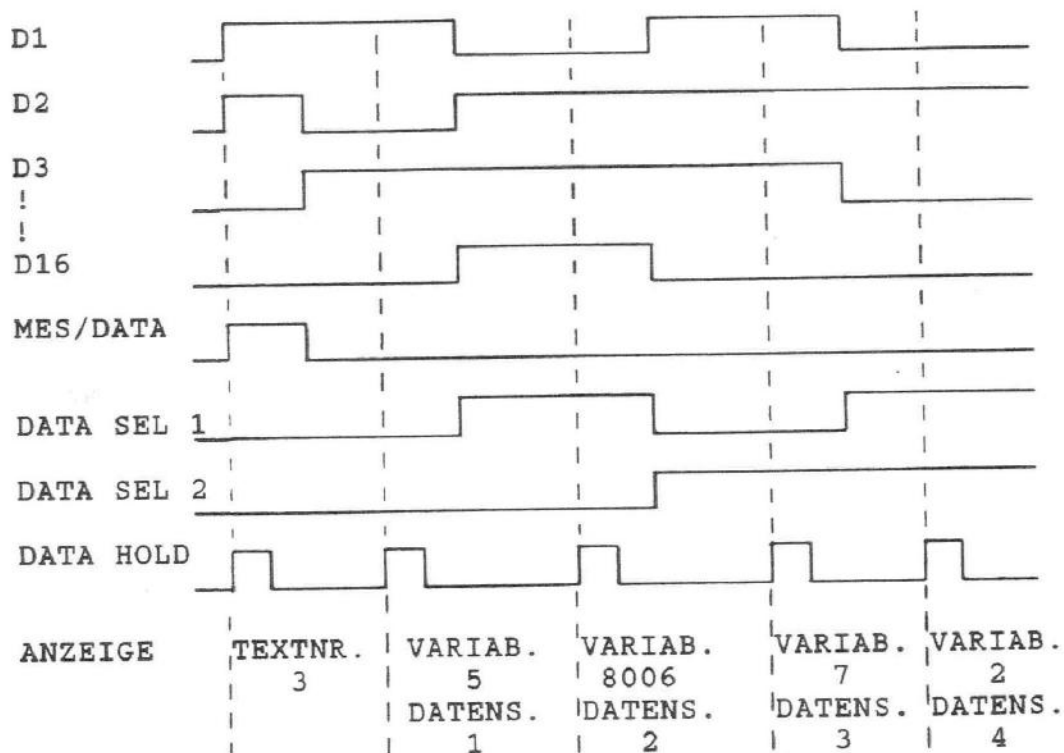 D1
D2
D3
!
!
D16
MES/DATA
DATA SEL 1
DATA SEL 2
DATA HOLD
ANZEIGE TEXTNR. VARIAB. VARIAB. VARIAB. VARIAB.
3 5 8006 7 2
DATENS. DATENS. DATENS. DATENS.
1 2 3 4